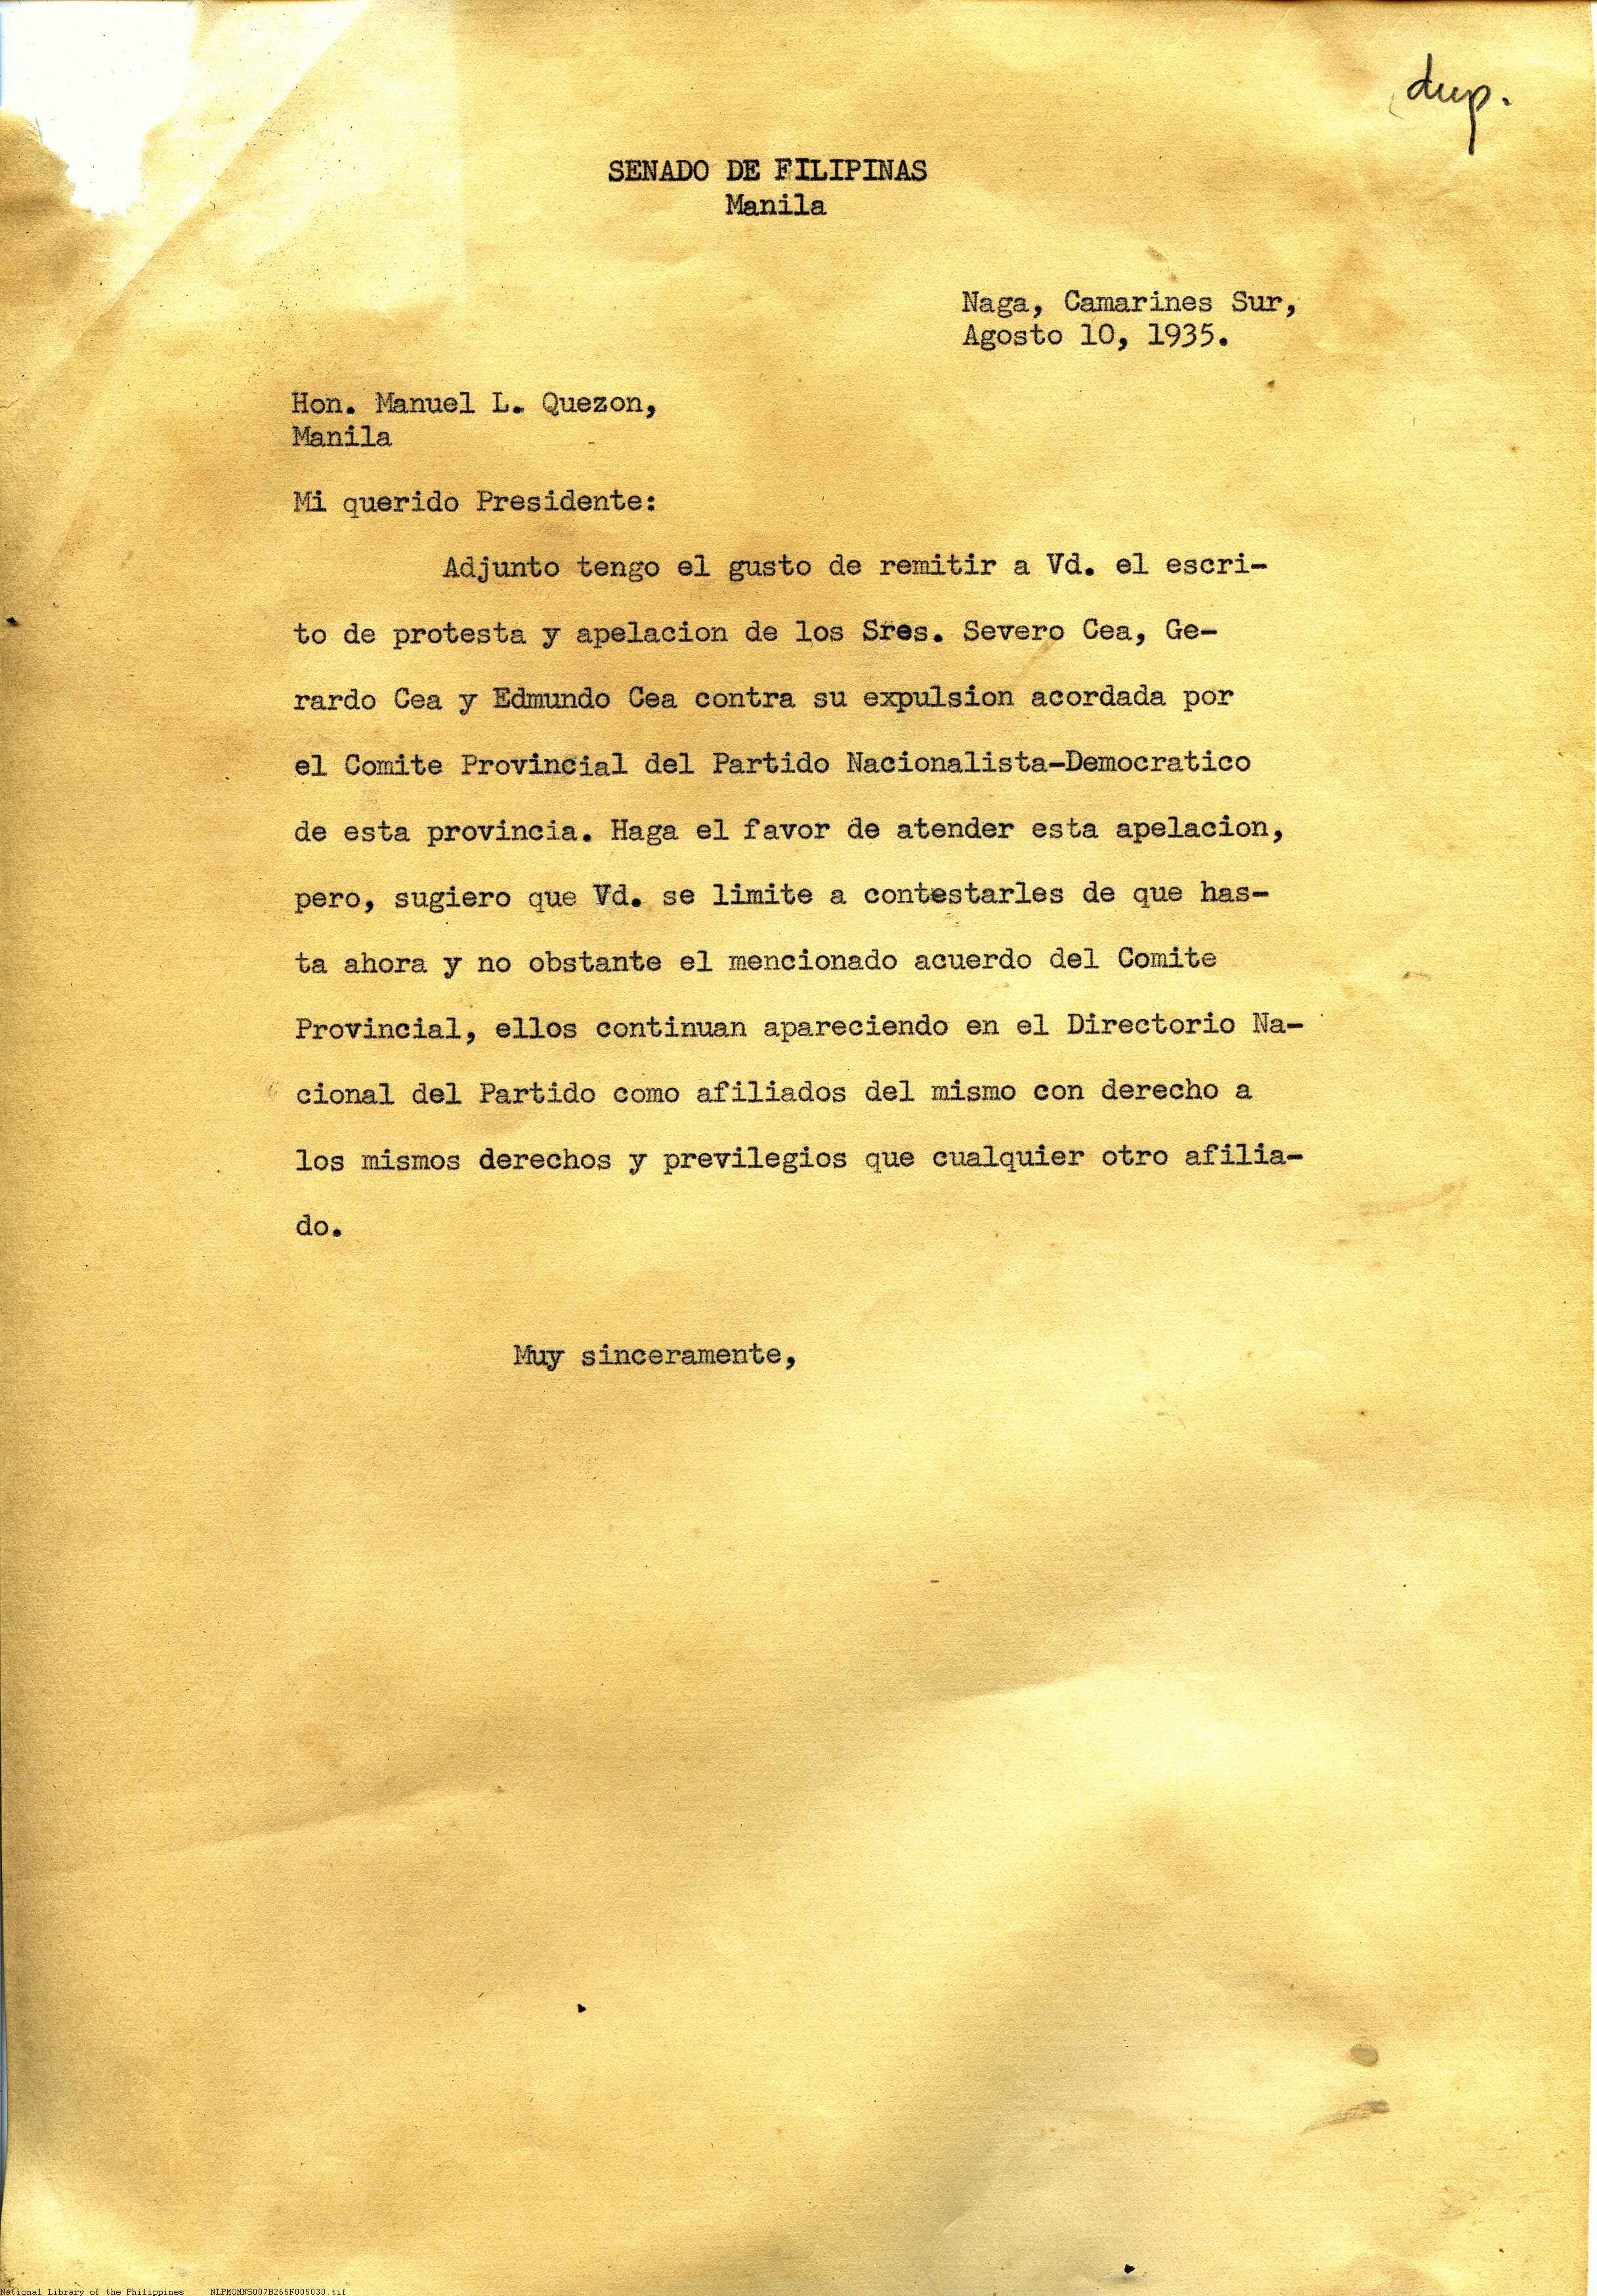 dup.
SENADO DE FILIPINAS
Manila
Naga, Camarines Sur,
Agosto 10, 1935.
Hon. Manuel L. Quezon,
Manila
Mi querido Presidente:
Adjunto tengo el gusto de remitir a Vd. el escri-
to de protesta y apelacion de los Sres. Severo Cea, Ge-
rardo Cea y Edmundo Cea contra su expulsion acordada por
el Comite Provincial del Partido Nacionalista-Democratico
de esta provincia. Haga el favor de atender esta apelacion,
pero, sugiero que Vd. se limite a contestarles de que has-
ta ahora y no obstante el mencionado acuerdo del Comite
Provincial, ellos continuan apareciendo en el Directorio Na-
cional del Partido como afiliados del mismo con derecho a
los mismos derechos y previlegios que cualquier otro afilia-
do.
Muy sinceramente,
National Library of the Philippines NLPMQMNS007B265F005030.tif